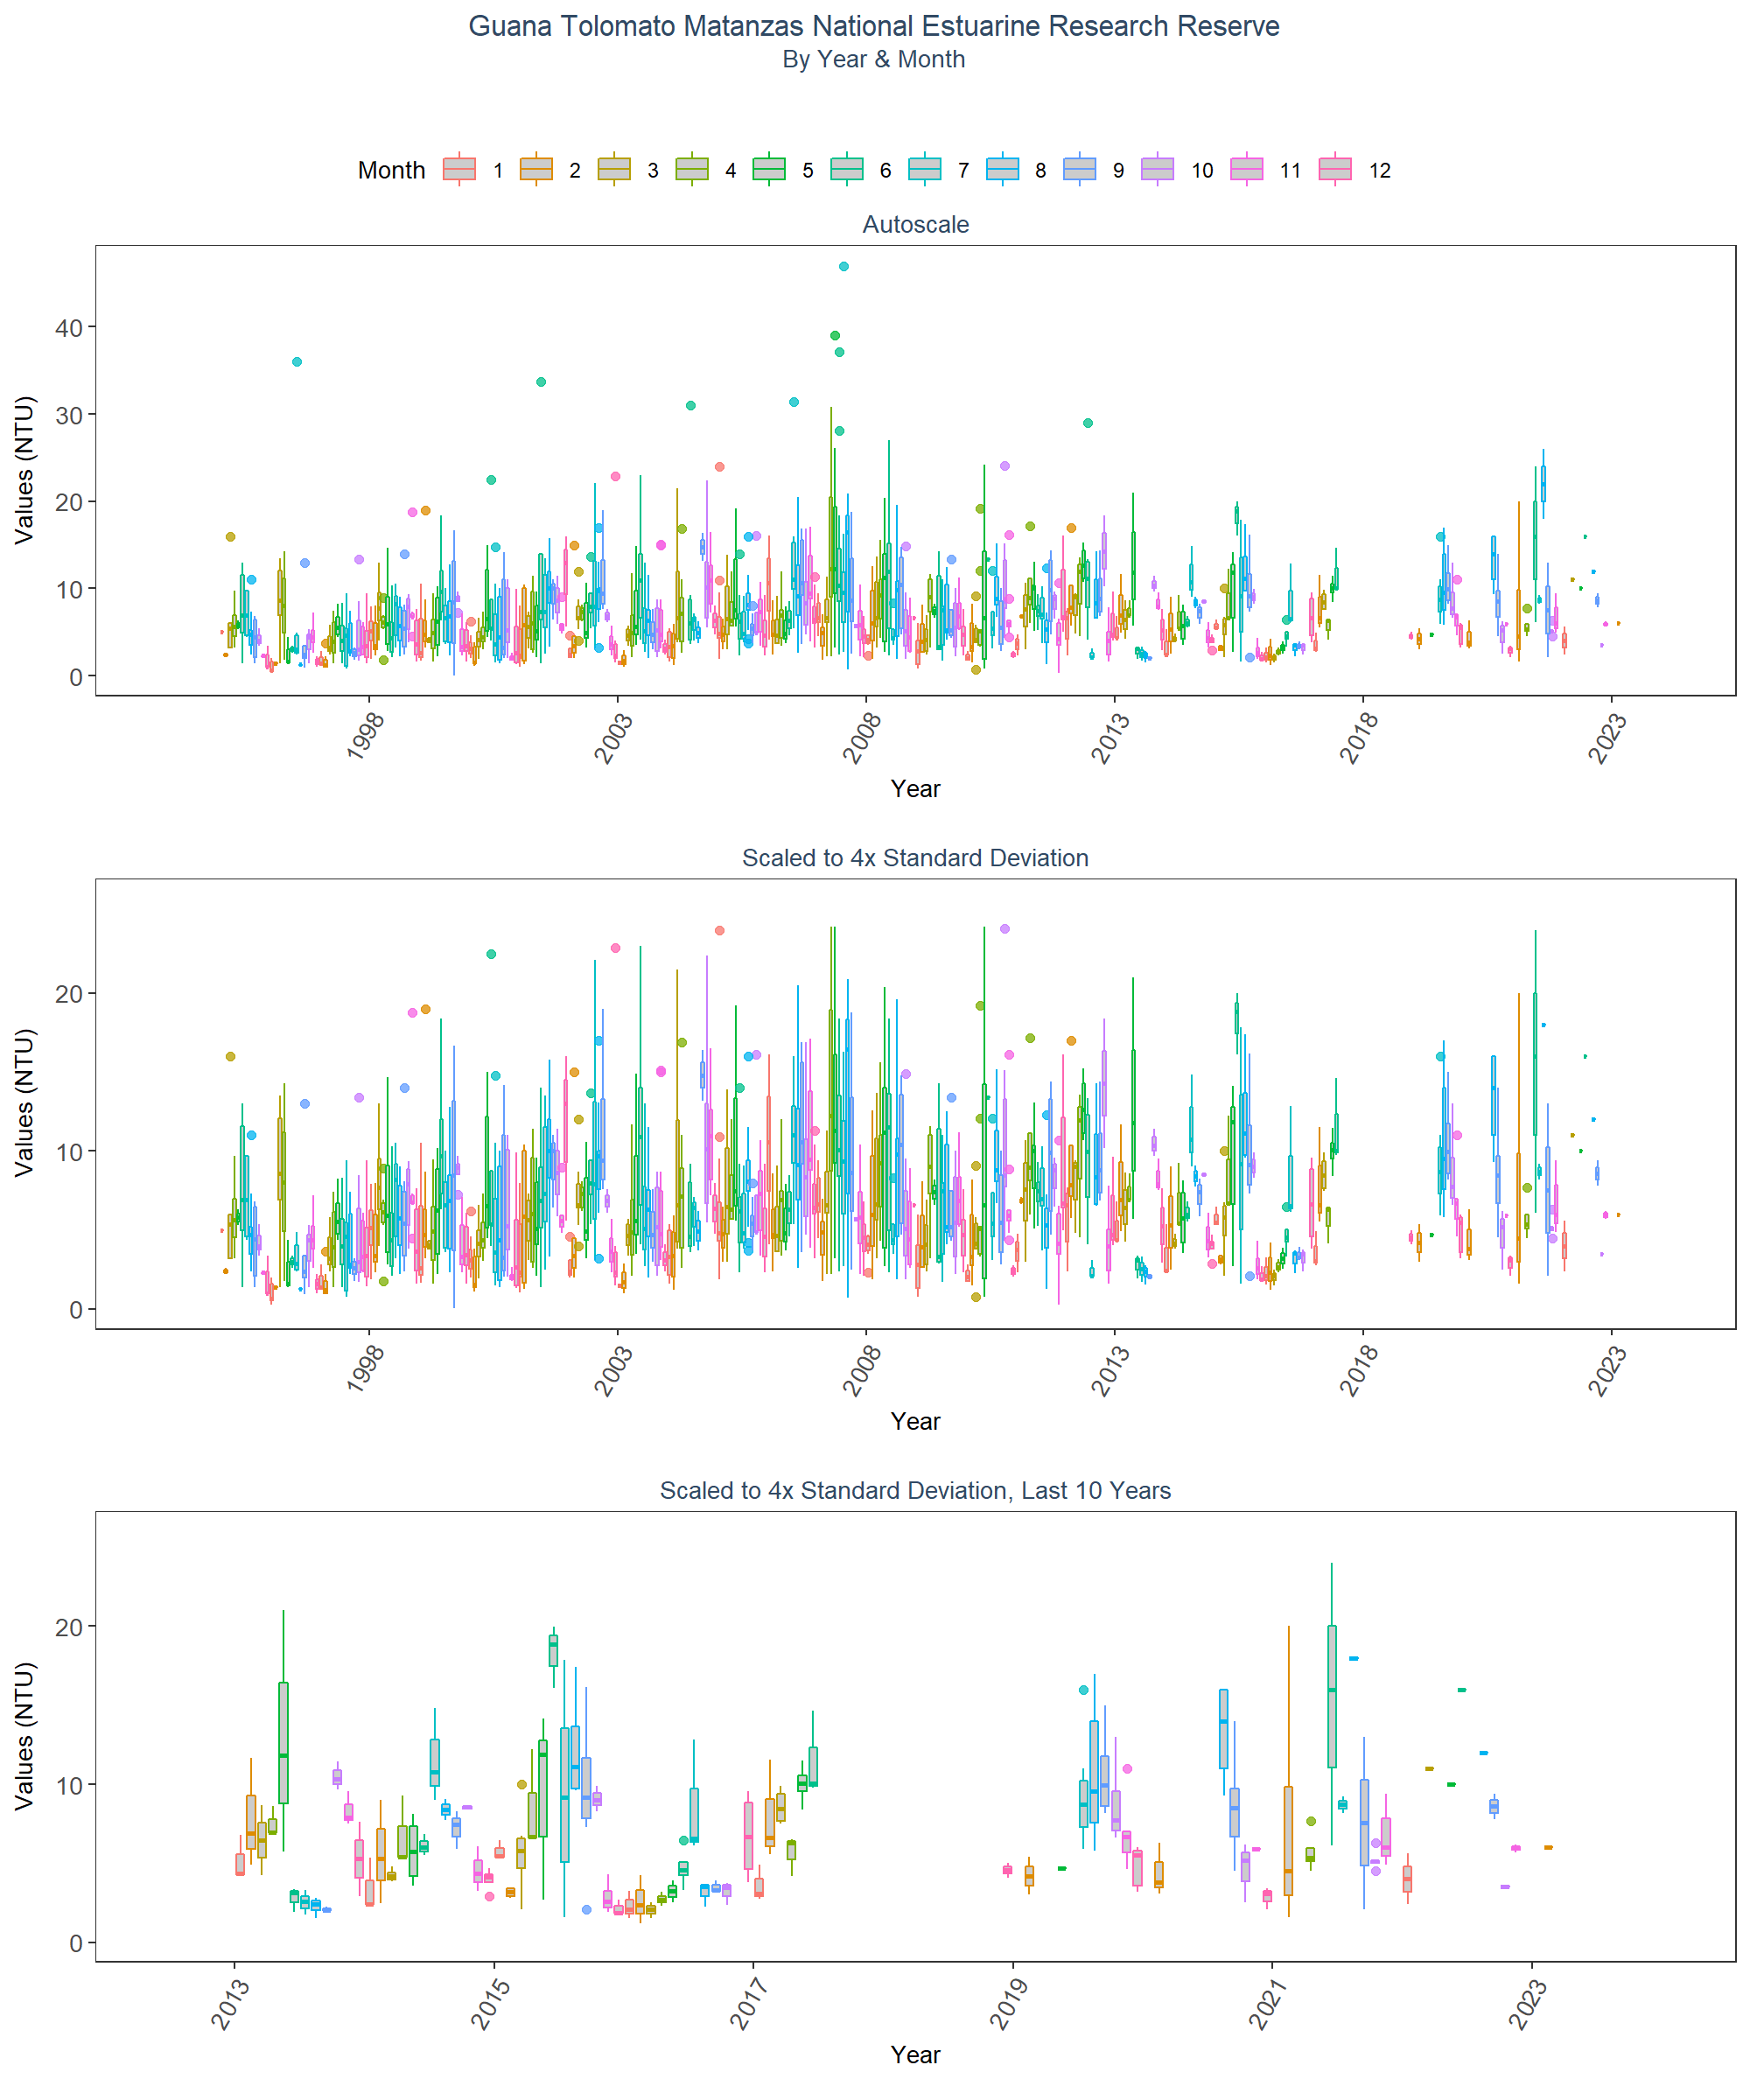 Guana Tolomato Matanzas National Estuarine Research Reserve
By Year & Month
Month 1 2 3 4 5 6 7 8 9 10 11 12
Autoscale
Values (NTU)
40
30
20
10
0
1998 2003 2008 2013 2018 2023
Year
Scaled to 4x Standard Deviation
Values (NTU)
20
10
0
1998 2003 2008 2013 2018 2023
Year
Scaled to 4x Standard Deviation, Last 10 Years
Values (NTU)
20
10
0
2013 2015 2017 2019 2021 2023
Year